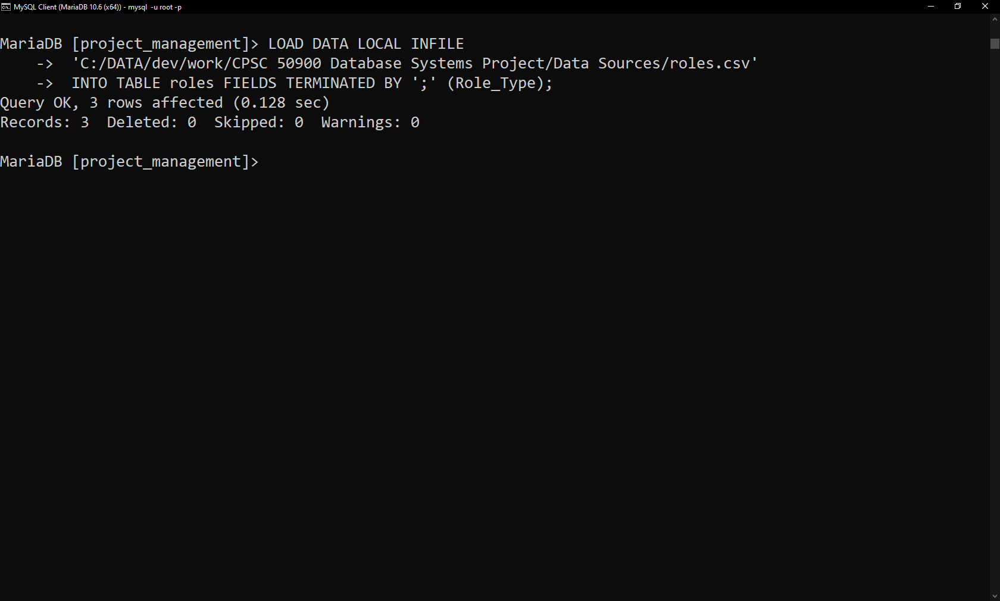 MySQL Client (MariaDB 10.6 (x64)) - mysql  -u root -p
MariaDB [project_management]> LOAD DATA LOCAL INFILE
    ->  'C:/DATA/dev/work/CPSC 50900 Database Systems Project/Data Sources/roles.csv'
    ->  INTO TABLE roles FIELDS TERMINATED BY ';' (Role_Type);
Query OK, 3 rows affected (0.128 sec)
Records: 3  Deleted: 0  Skipped: 0  Warnings: 0
MariaDB [project_management]>